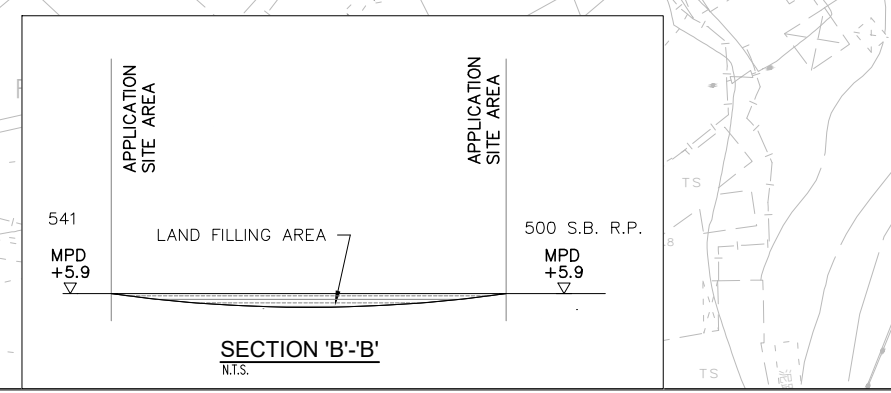 APPLICATION
SITE AREA
APPLICATION
SITE AREA
541
LAND FILLING AREA
500 S.B. R.P.
MPD
+5.9
MPD
+5.9
SECTION 'B'-'B'
N.T.S.
TS
TS